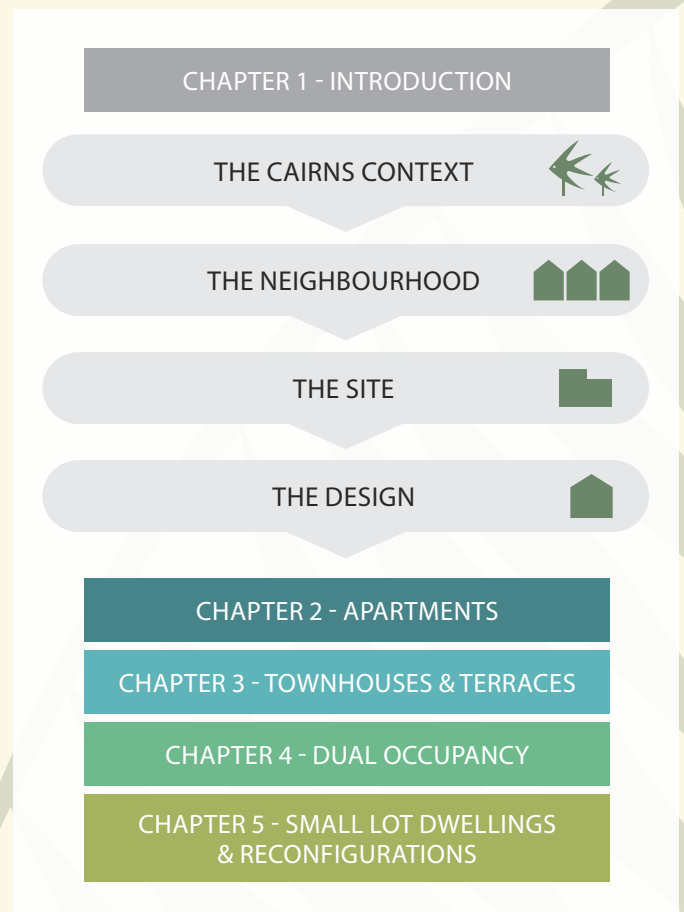 CHAPTER 1 - INTRODUCTION
THE CAIRNS CONTEXT
THE NEIGHBOURHOOD
THE SITE
THE DESIGN
CHAPTER 2 - APARTMENTS
CHAPTER 3 - TOWNHOUSES & TERRACES
CHAPTER 4 - DUAL OCCUPANCY
CHAPTER 5 - SMALL LOT DWELLINGS
& RECONFIGURATIONS